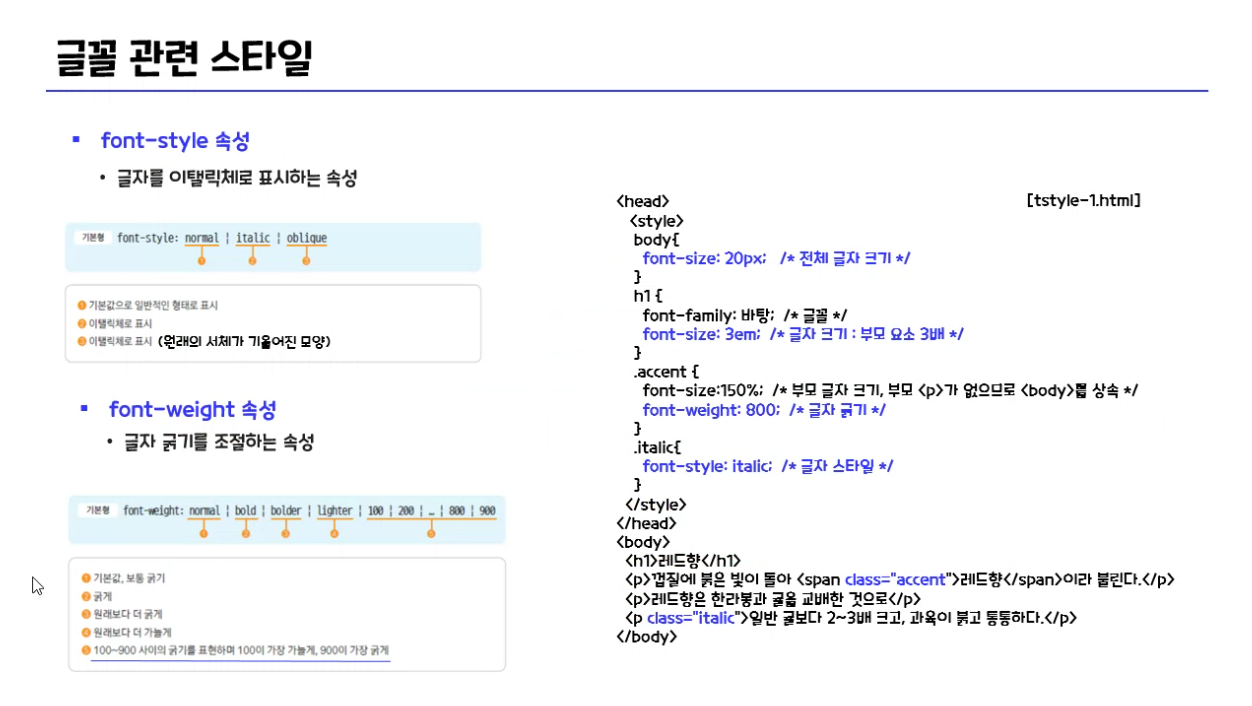 글꼴 관련 스타일
▪ font-style 속성
• 글자를 이탤릭체로 표시하는 속성
기본형 font-style: normal | italic | oblique
1 2 3
1 기본값으로 일반적인 형태로 표시
2 이탤릭체로 표시
3 이탤릭체로 표시 (원래의 서체가 기울어진 모양)
▪ font-weight 속성
• 글자 굵기를 조절하는 속성
기본형 font-weight: normal | bold | bolder | lighter | 100 | 200 | … | 800 | 900
1 2 3 4 5
1 기본값, 보통 굵기
2 굵게
3 원래보다 더 굵게
4 원래보다 더 가늘게
5 100~900 사이의 굵기를 표현하며 100이 가장 가늘게, 900이 가장 굵게
[tstyle-1.html]
<head>
<style>
body{
font-size: 20px; /* 전체 글자 크기 */
}
h1 {
font-family: 바탕; /* 글꼴 */
font-size: 3em; /* 글자 크기 : 부모 요소 3배 */
}
.accent {
font-size:150%; /* 부모 글자 크기, 부모 <p>가 없으므로 <body>를 상속 */
font-weight: 800; /* 글자 굵기 */
}
.italic{
font-style: italic; /* 글자 스타일 */
}
</style>
</head>
<body>
<h1>레드향</h1>
<p>껍질에 붉은 빛이 돌아 <span class="accent">레드향</span>이라 불린다.</p>
<p>레드향은 한라봉과 귤을 교배한 것으로</p>
<p class="italic">일반 귤보다 2~3배 크고, 과육이 붉고 통통하다.</p>
</body>